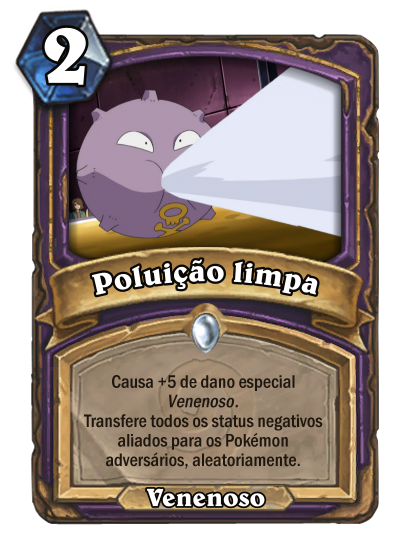 2
Poluição limpa
Causa +5 de dano especial
Venenoso.
Transfere todos os status negativos
aliados para os Pokémon
adversários, aleatoriamente.
Venenoso